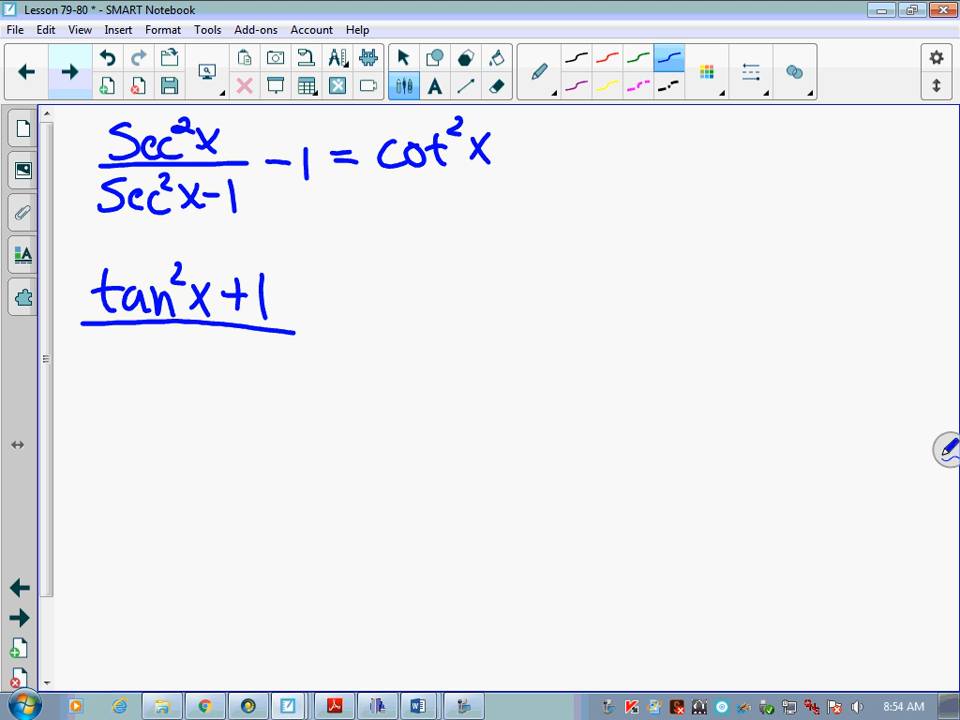 Lesson 79-80 * - SMART Notebook
File Edit View Insert Format Tools Add-ons Account Help
Sec²x
Sec²x-1
-1 = cot²x
tan²x+1
8:54 AM